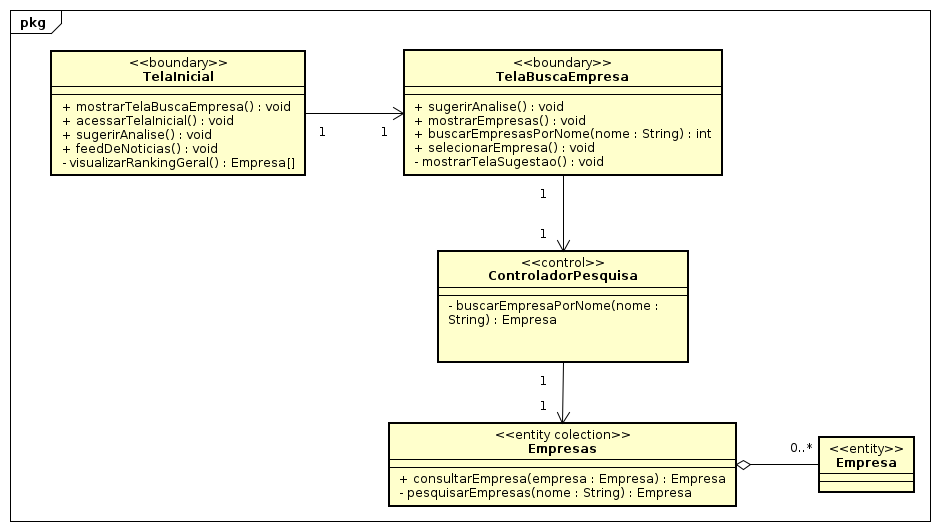 pkg
<<boundary>>
TelaInicial
+ mostrarTelaBuscaEmpresa() : void
+ acessarTelaInicial() : void
+ sugerirAnalise() : void
+ feedDeNoticias() : void
- visualizarRankingGeral() : Empresa[]
1
1
<<boundary>>
TelaBuscaEmpresa
+ sugerirAnalise() : void
+ mostrarEmpresas() : void
+ buscarEmpresasPorNome(nome : String) : int
+ selecionarEmpresa() : void
- mostrarTelaSugestao() : void
1
1
<<control>>
ControladorPesquisa
- buscarEmpresaPorNome(nome :
String) : Empresa
1
1
<<entity colection>>
Empresas
+ consultarEmpresa(empresa : Empresa) : Empresa
- pesquisarEmpresas(nome : String) : Empresa
0..*
<<entity>>
Empresa